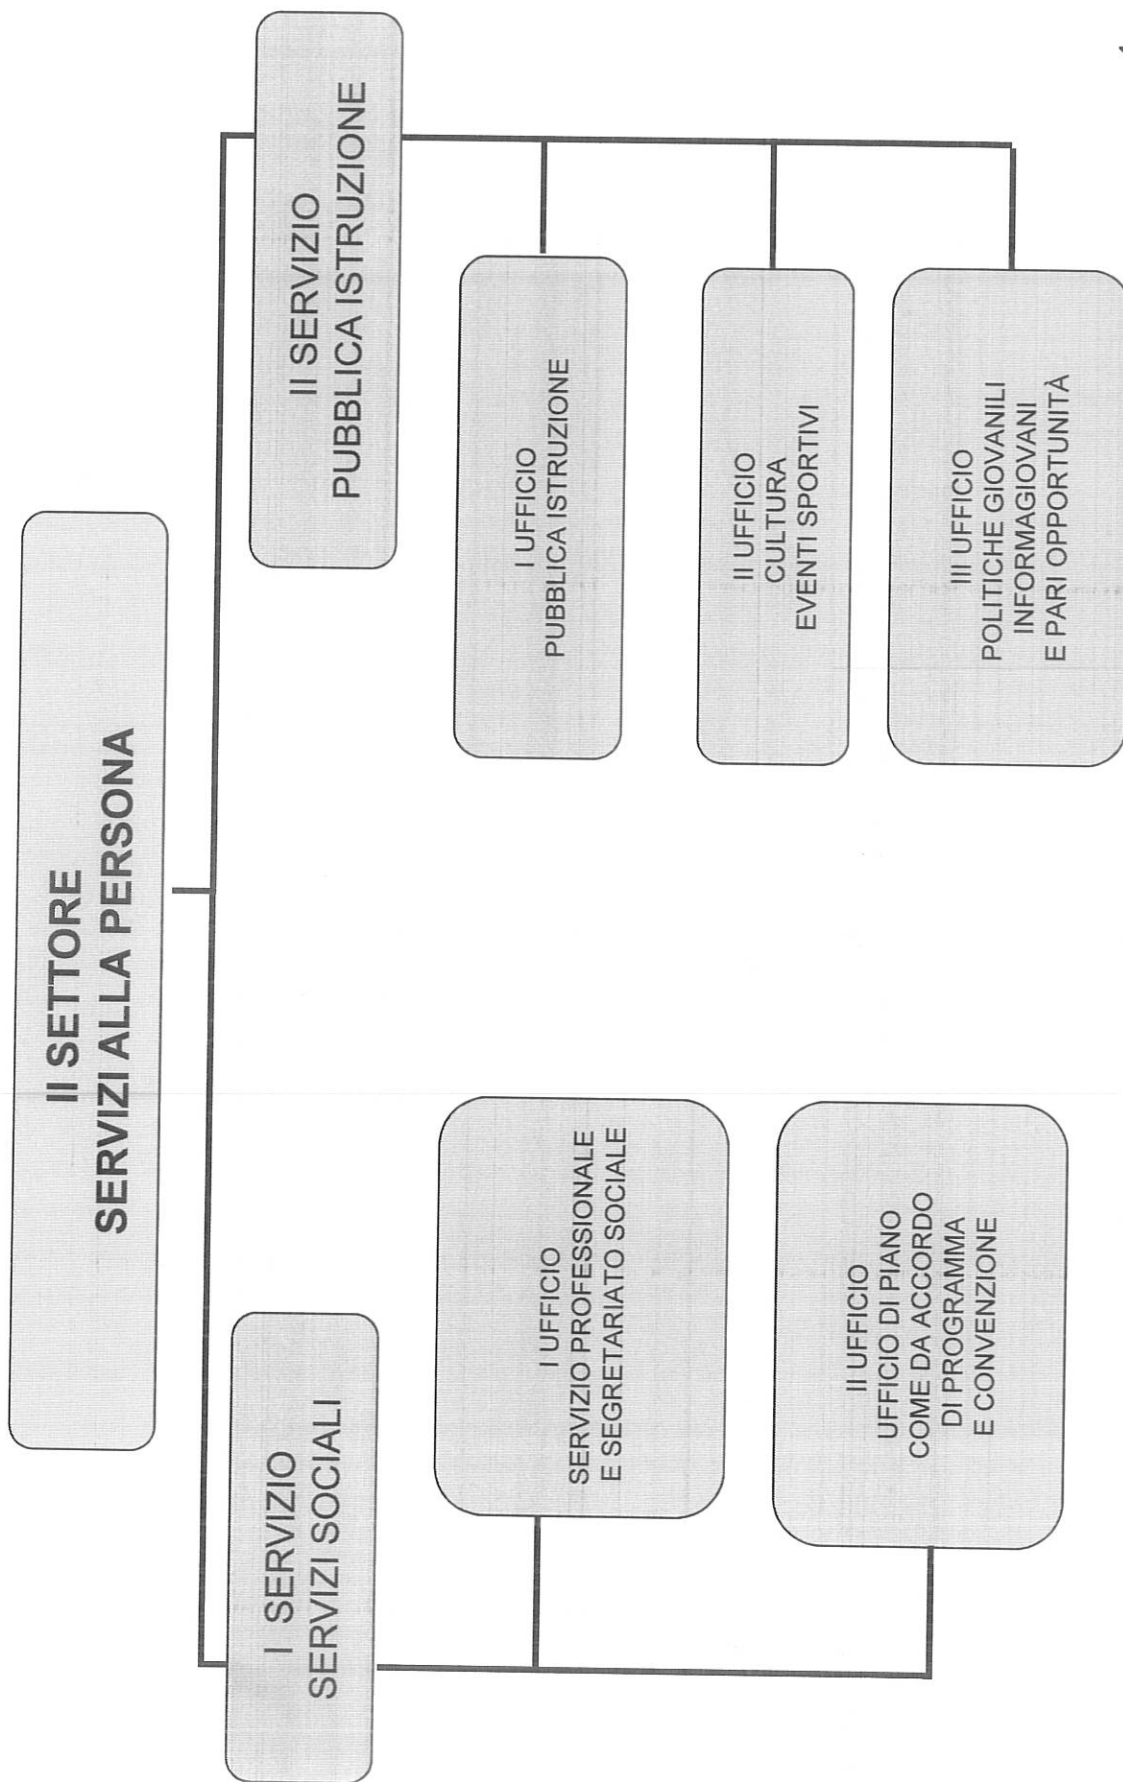 II SETTORE
SERVIZI ALLA PERSONA
I SERVIZIO
SERVIZI SOCIALI
I UFFICIO
SERVIZIO PROFESSIONALE
E SEGRETARIATO SOCIALE
II UFFICIO
UFFICIO DI PIANO
COME DA ACCORDO
DI PROGRAMMA
E CONVENZIONE
II SERVIZIO
PUBBLICA ISTRUZIONE
I UFFICIO
PUBBLICA ISTRUZIONE
II UFFICIO
CULTURA
EVENTI SPORTIVI
III UFFICIO
POLITICHE GIOVANILI
INFORMAGIOVANI
E PARI OPPORTUNITÀ